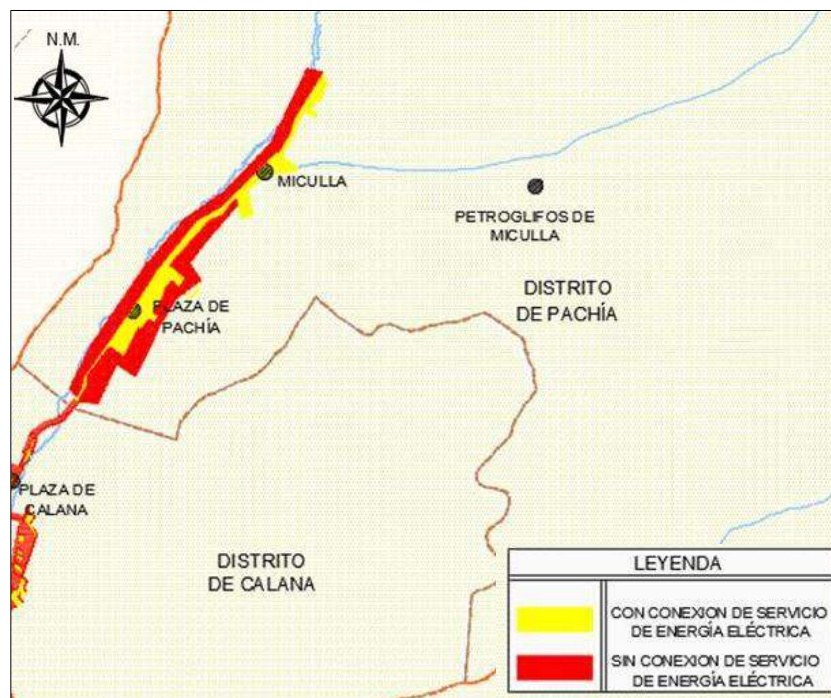 N.M.
MICULLA
PETROGLIFOS DE
MICULLA
DISTRITO
DE PACHÍA
PLAZA DE
PACHÍA
PLAZA DE
CALANA
DISTRITO
DE CALANA
LEYENDA
CON CONEXION DE SERVICIO
DE ENERGÍA ELÉCTRICA
SIN CONEXION DE SERVICIO
DE ENERGÍA ELÉCTRICA